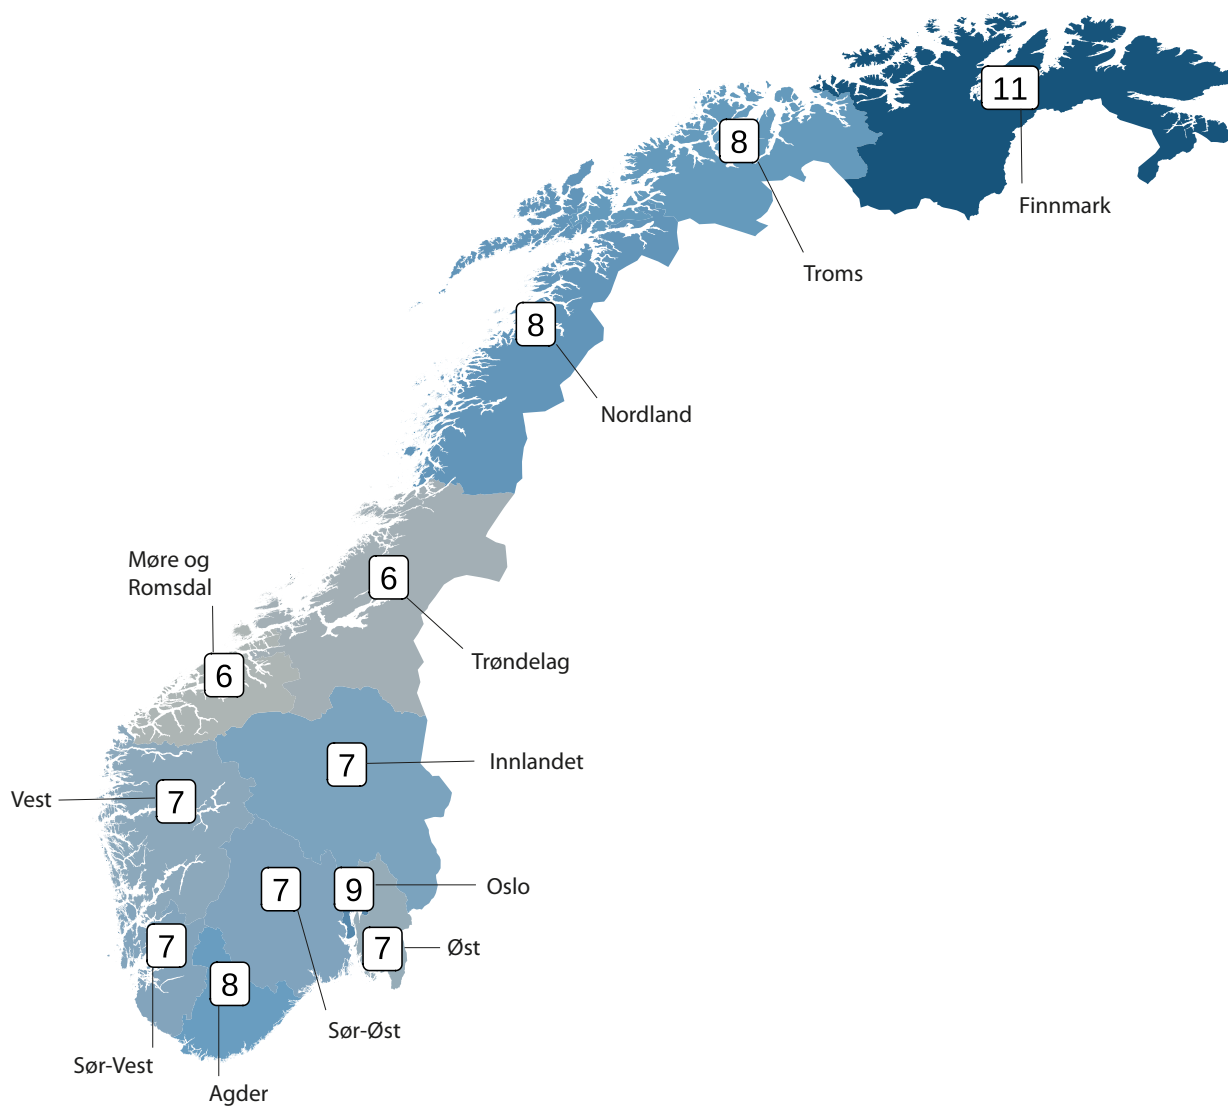 11
Finnmark
8
Troms
8
Nordland
Møre og
Romsdal
6
Trøndelag
6
7
Innlandet
Vest
7
7
9
Oslo
7
Øst
7
8
Sør-Øst
Sør-Vest
Agder